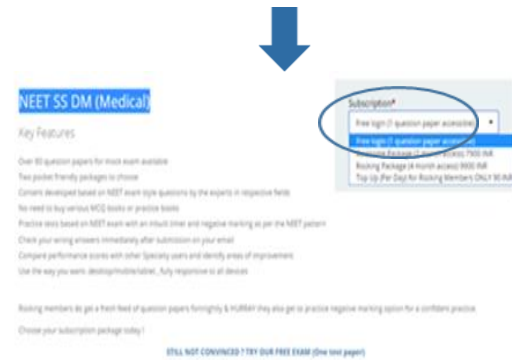 NEET SS DM (Medical)
Key Features
Over 80 question papers for mock exam available
Two pocket friendly packages to choose
Content developed based on NEET exam style questions by the experts in respective fields
No need to buy various MCQ books or practice books
Practice tests based on NEET exam with an inbuilt timer and negative marking as per the NEET pattern
Check your wrong answers immediately after submission on your email
Compare performance scores with other Specialty users and identify areas of improvement
Use the way you want- desktop/mobile/tablet , fully responsive to all devices
Rocking members do get a fresh feed of question papers fortnightly & HURRAY they also get to practice negative marking option for a confident practice.
Choose your subscription package today !
STILL NOT CONVINCED ? TRY OUR FREE EXAM (One test paper)
Subscription*
Free login (1 question paper accessible)
Free login (1 question paper accessible)
Package ( month access) 7900 INR
Rocking Package (4 month access) 9900 INR
Top Up (Per Day) for Rocking Members ONLY 90 INR